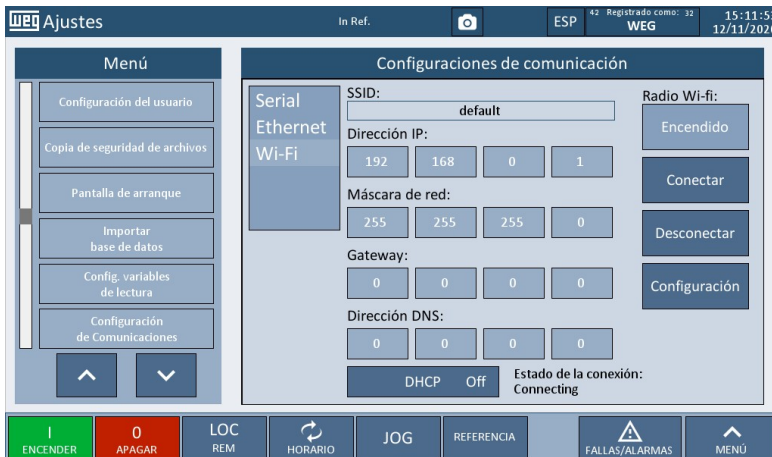 WEG Ajustes
In Ref.
ESP
42 Registrado como: 32
WEG
15:11:53
12/11/2020
Menú
Configuración del usuario
Copia de seguridad de archivos
Pantalla de arranque
Importar
base de datos
Config. variables
de lectura
Configuración
de Comunicaciones
Configuraciones de comunicación
Serial
Ethernet
Wi-Fi
SSID:
default
Dirección IP:
192 168 0 1
Máscara de red:
255 255 255 0
Gateway:
0 0 0 0
Dirección DNS:
0 0 0 0
DHCP Off
Estado de la conexión:
Connecting
Radio Wi-fi:
Encendido
Conectar
Desconectar
Configuración
I
ENCENDER
0
APAGAR
LOC
REM
HORARIO
JOG
REFERENCIA
FALLAS/ALARMAS
MENÚ